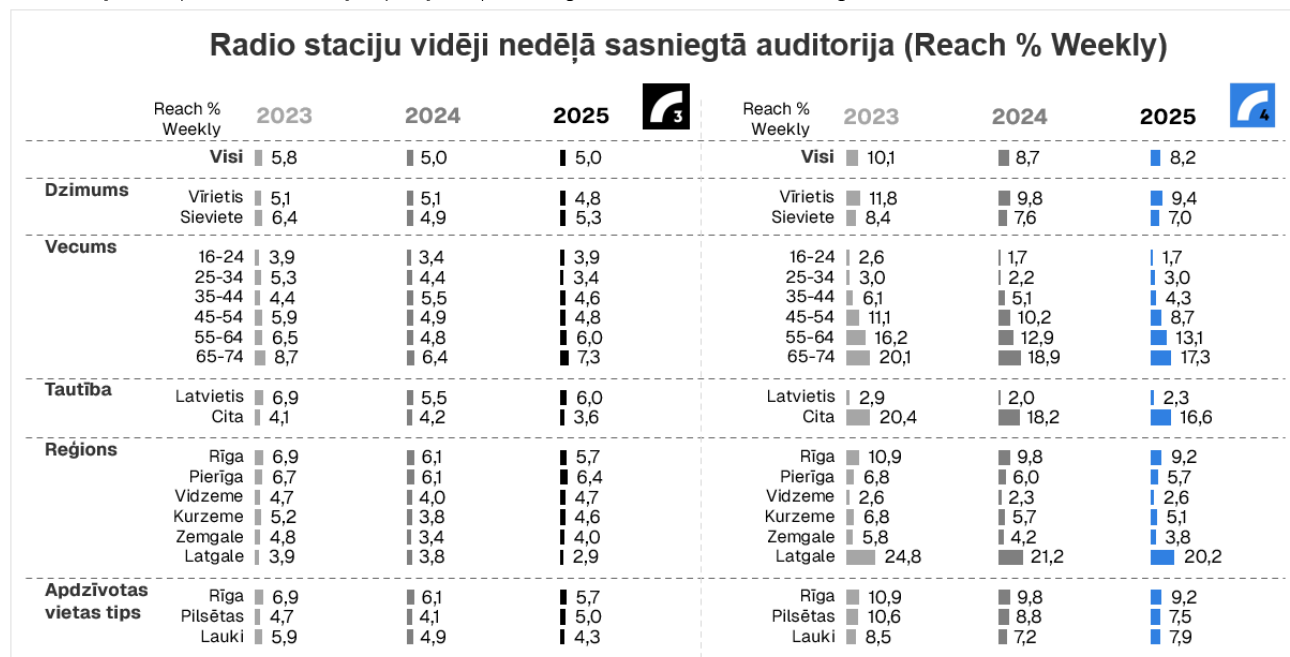 Radio staciju vidēji nedēļā sasniegtā auditorija (Reach % Weekly)
Reach % Weekly 2023 2024 2025 3
Visi 5,8 5,0 5,0
Dzimums
Vīrietis 5,1 5,1 4,8
Sieviete 6,4 4,9 5,3
Vecums
16-24 3,9 3,4 3,9
25-34 5,3 4,4 3,4
35-44 4,4 5,5 4,6
45-54 5,9 4,9 4,8
55-64 6,5 4,8 6,0
65-74 8,7 6,4 7,3
Tautība
Latvietis 6,9 5,5 6,0
Cita 4,1 4,2 3,6
Reģions
Rīga 6,9 6,1 5,7
Pierīga 6,7 6,1 6,4
Vidzeme 4,7 4,0 4,7
Kurzeme 5,2 3,8 4,6
Zemgale 4,8 3,4 4,0
Latgale 3,9 3,8 2,9
Apdzīvotas vietas tips
Rīga 6,9 6,1 5,7
Pilsētas 4,7 4,1 5,0
Lauki 5,9 4,9 4,3
Reach % Weekly 2023 2024 2025 4
Visi 10,1 8,7 8,2
Vīrietis 11,8 9,8 9,4
Sieviete 8,4 7,6 7,0
16-24 2,6 1,7 1,7
25-34 3,0 2,2 3,0
35-44 6,1 5,1 4,3
45-54 11,1 10,2 8,7
55-64 16,2 12,9 13,1
65-74 20,1 18,9 17,3
Latvietis 2,9 2,0 2,3
Cita 20,4 18,2 16,6
Rīga 10,9 9,8 9,2
Pierīga 6,8 6,0 5,7
Vidzeme 2,6 2,3 2,6
Kurzeme 6,8 5,7 5,1
Zemgale 5,8 4,2 3,8
Latgale 24,8 21,2 20,2
Rīga 10,9 9,8 9,2
Pilsētas 10,6 8,8 7,5
Lauki 8,5 7,2 7,9